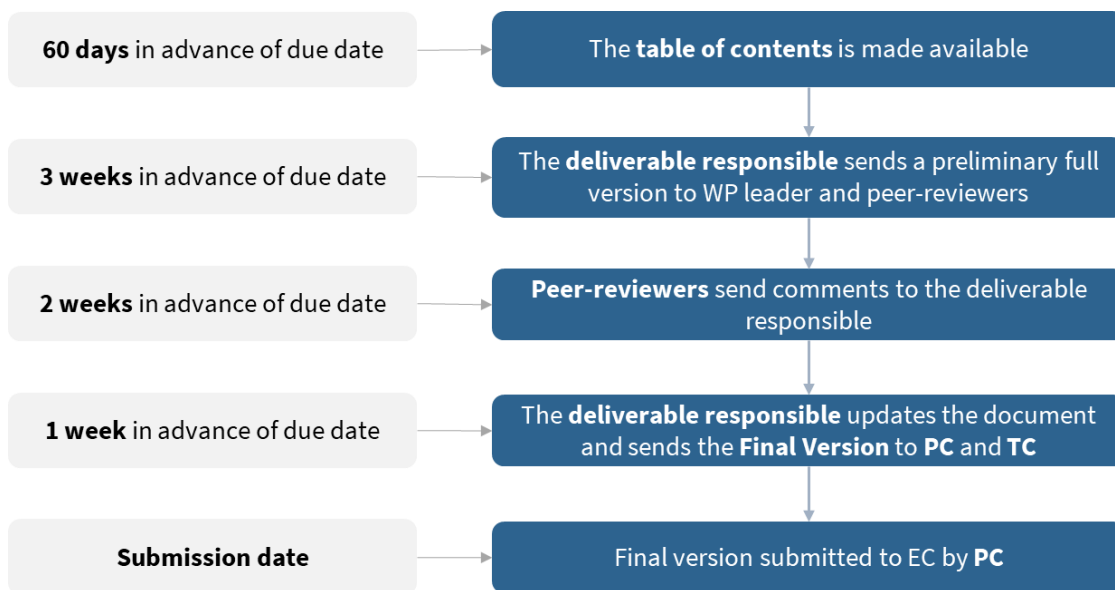 60 days in advance of due date
The table of contents is made available
3 weeks in advance of due date
The deliverable responsible sends a preliminary full
version to WP leader and peer-reviewers
2 weeks in advance of due date
Peer-reviewers send comments to the deliverable
responsible
1 week in advance of due date
The deliverable responsible updates the document
and sends the Final Version to PC and TC
Submission date
Final version submitted to EC by PC